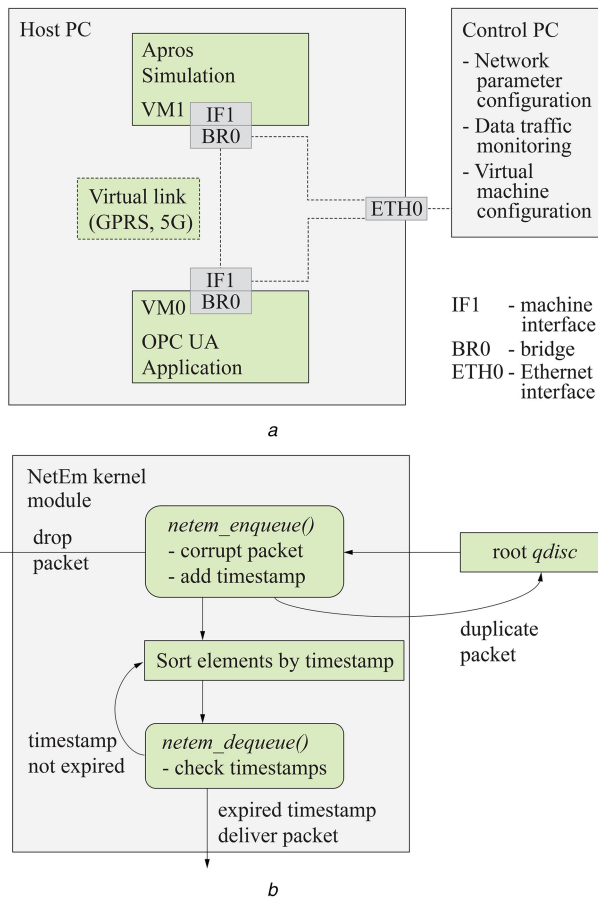 Host PC
Apros
Simulation
VM1
IF1
BR0
Virtual link
(GPRS, 5G)
ETH0
IF1
BR0
VM0
OPC UA
Application
Control PC
- Network
parameter
configuration
- Data traffic
monitoring
- Virtual
machine
configuration
IF1 - machine
interface
BR0 - bridge
ETH0 - Ethernet
interface
a
NetEm kernel
module
drop
packet
netem_enqueue()
- corrupt packet
- add timestamp
root qdisc
duplicate
packet
Sort elements by timestamp
timestamp
not expired
netem_dequeue()
- check timestamps
expired timestamp
deliver packet
b